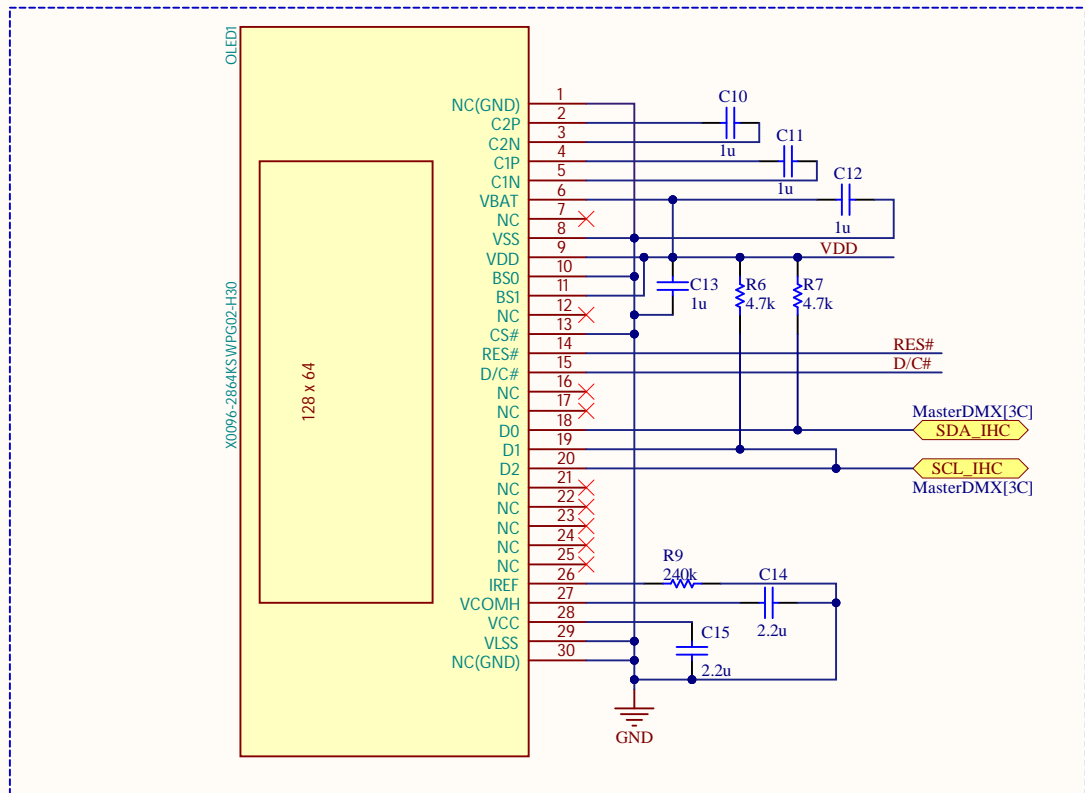 OLED1
X0096-2864KSWPG02-H30
128 x 64
NC(GND) 1
C2P 2
C2N 3
C1P 4
C1N 5
VBAT 6
NC 7
VSS 8
VDD 9
BS0 10
BS1 11
NC 12
CS# 13
RES# 14
D/C# 15
NC 16
NC 17
D0 18
D1 19
D2 20
NC 21
NC 22
NC 23
NC 24
NC 25
IREF 26
VCOMH 27
VCC 28
VLSS 29
NC(GND) 30
C10
1u
C11
1u
C12
1u
VDD
C13
1u
R6
4.7k
R7
4.7k
RES#
D/C#
MasterDMX[3C]
SDA_IHC
SCL_IHC
MasterDMX[3C]
R9
240k
C14
2.2u
C15
2.2u
GND